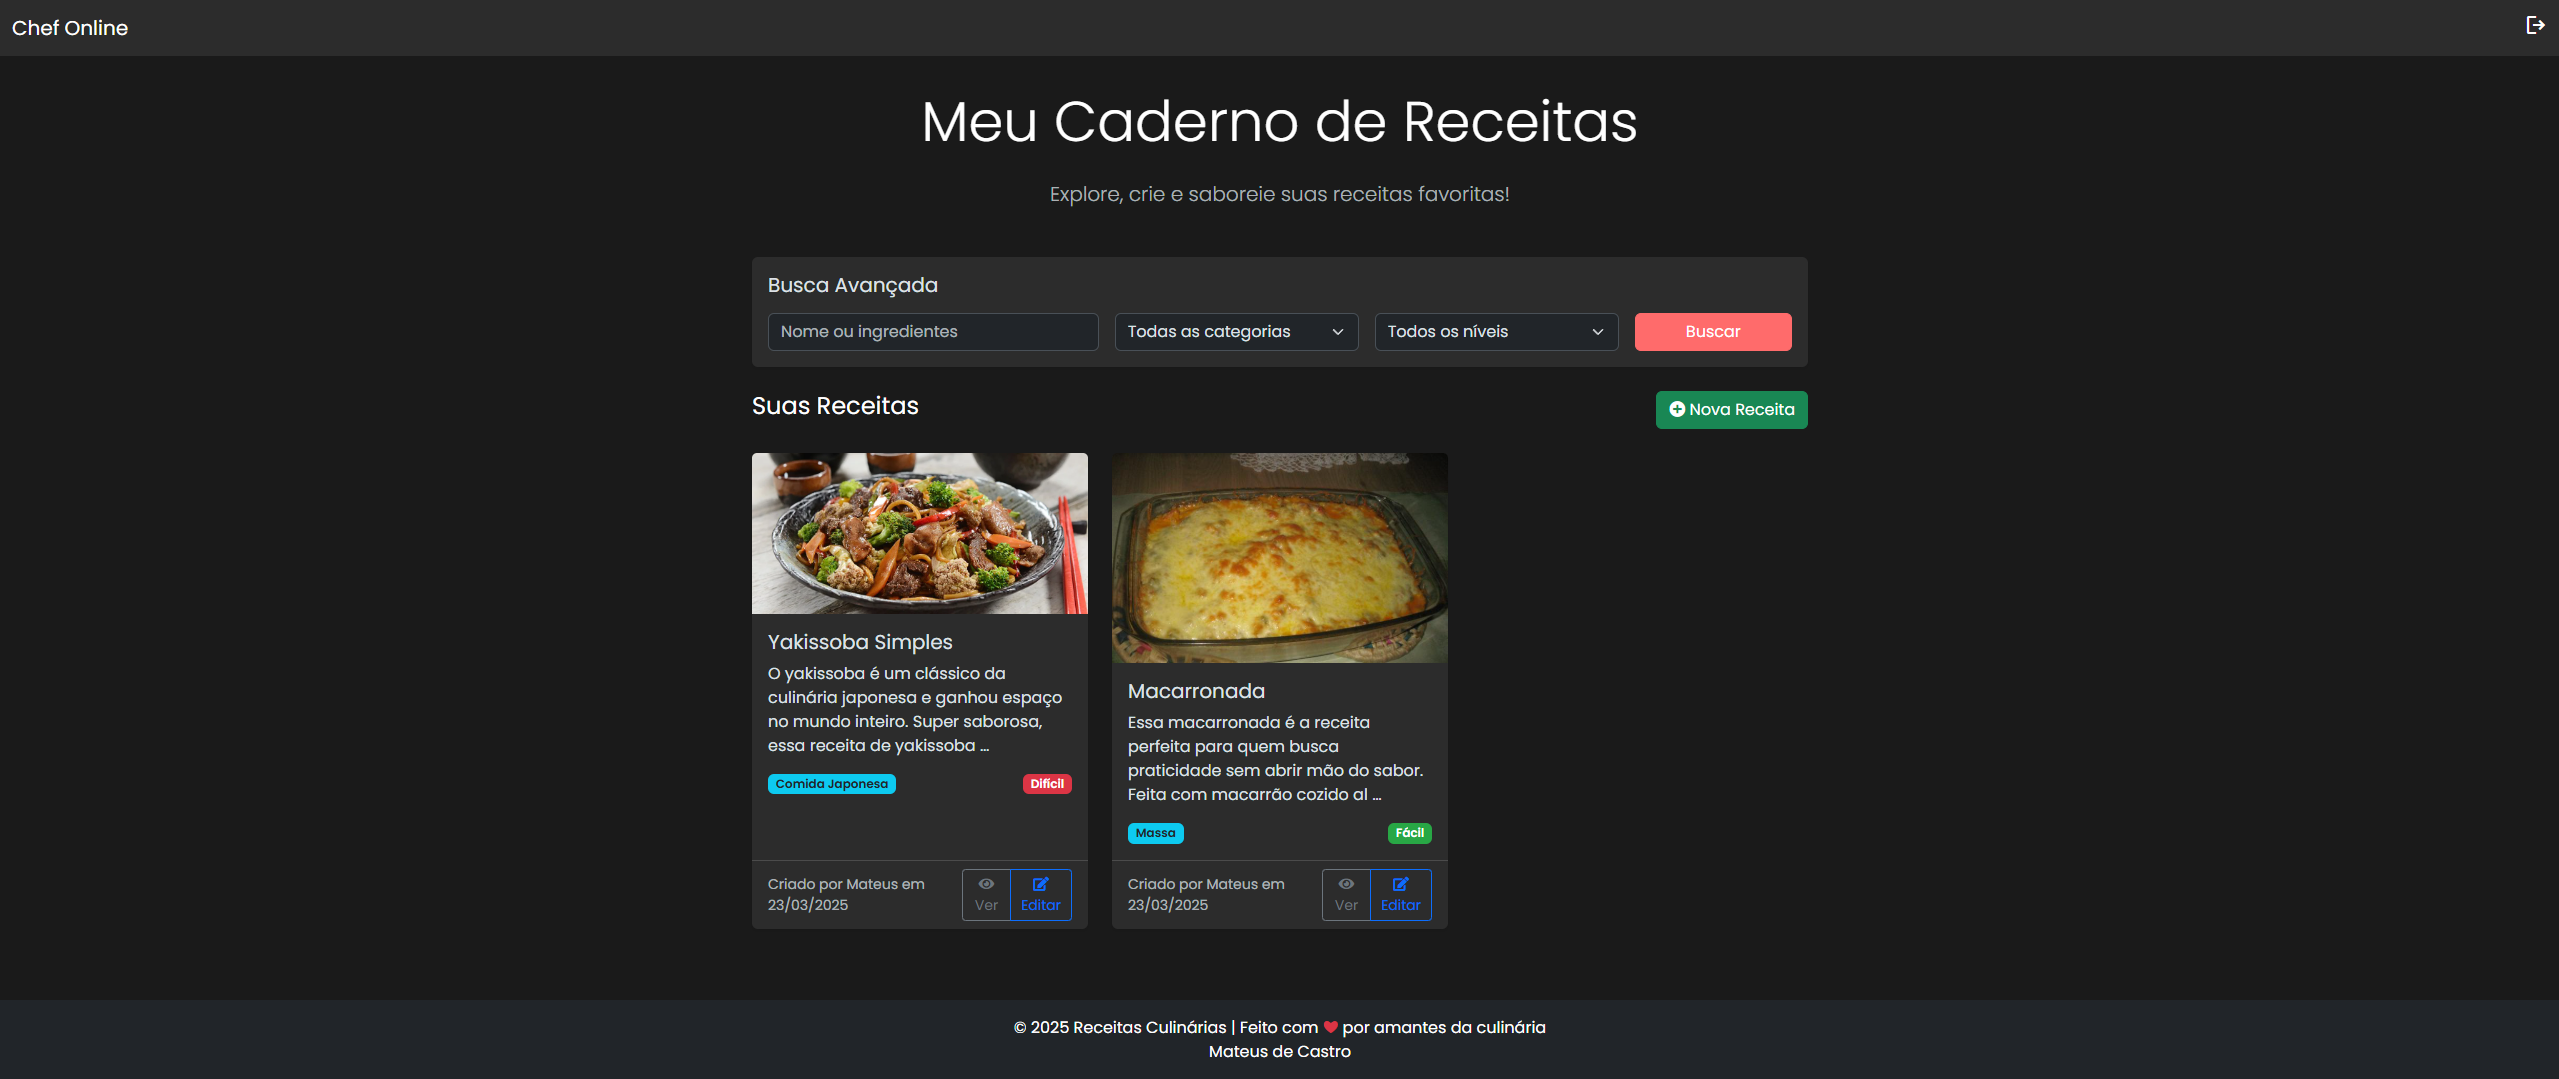 Chef Online
Meu Caderno de Receitas
Explore, crie e saboreie suas receitas favoritas!
Busca Avançada
Nome ou ingredientes
Todas as categorias
Todos os níveis
Buscar
Suas Receitas
Nova Receita
Yakissoba Simples
O yakissoba é um clássico da
culinária japonesa e ganhou espaço
no mundo inteiro. Super saborosa,
essa receita de yakissoba ...
Comida Japonesa
Difícil
Criado por Mateus em
23/03/2025
Ver
Editar
Macarronada
Essa macarronada é a receita
perfeita para quem busca
praticidade sem abrir mão do sabor.
Feita com macarrão cozido al ...
Massa
Fácil
Criado por Mateus em
23/03/2025
Ver
Editar
© 2025 Receitas Culinárias | Feito com ❤ por amantes da culinária
Mateus de Castro